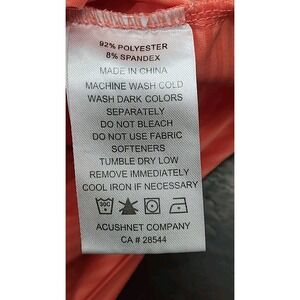 92% POLYESTER
8% SPANDEX
MADE IN CHINA
MACHINE WASH COLD
WASH DARK COLORS
SEPARATELY
DO NOT BLEACH
DO NOT USE FABRIC
SOFTENERS
TUMBLE DRY LOW
REMOVE IMMEDIATELY
COOL IRON IF NECESSARY
30C
ACUSHNET COMPANY
CA # 28544